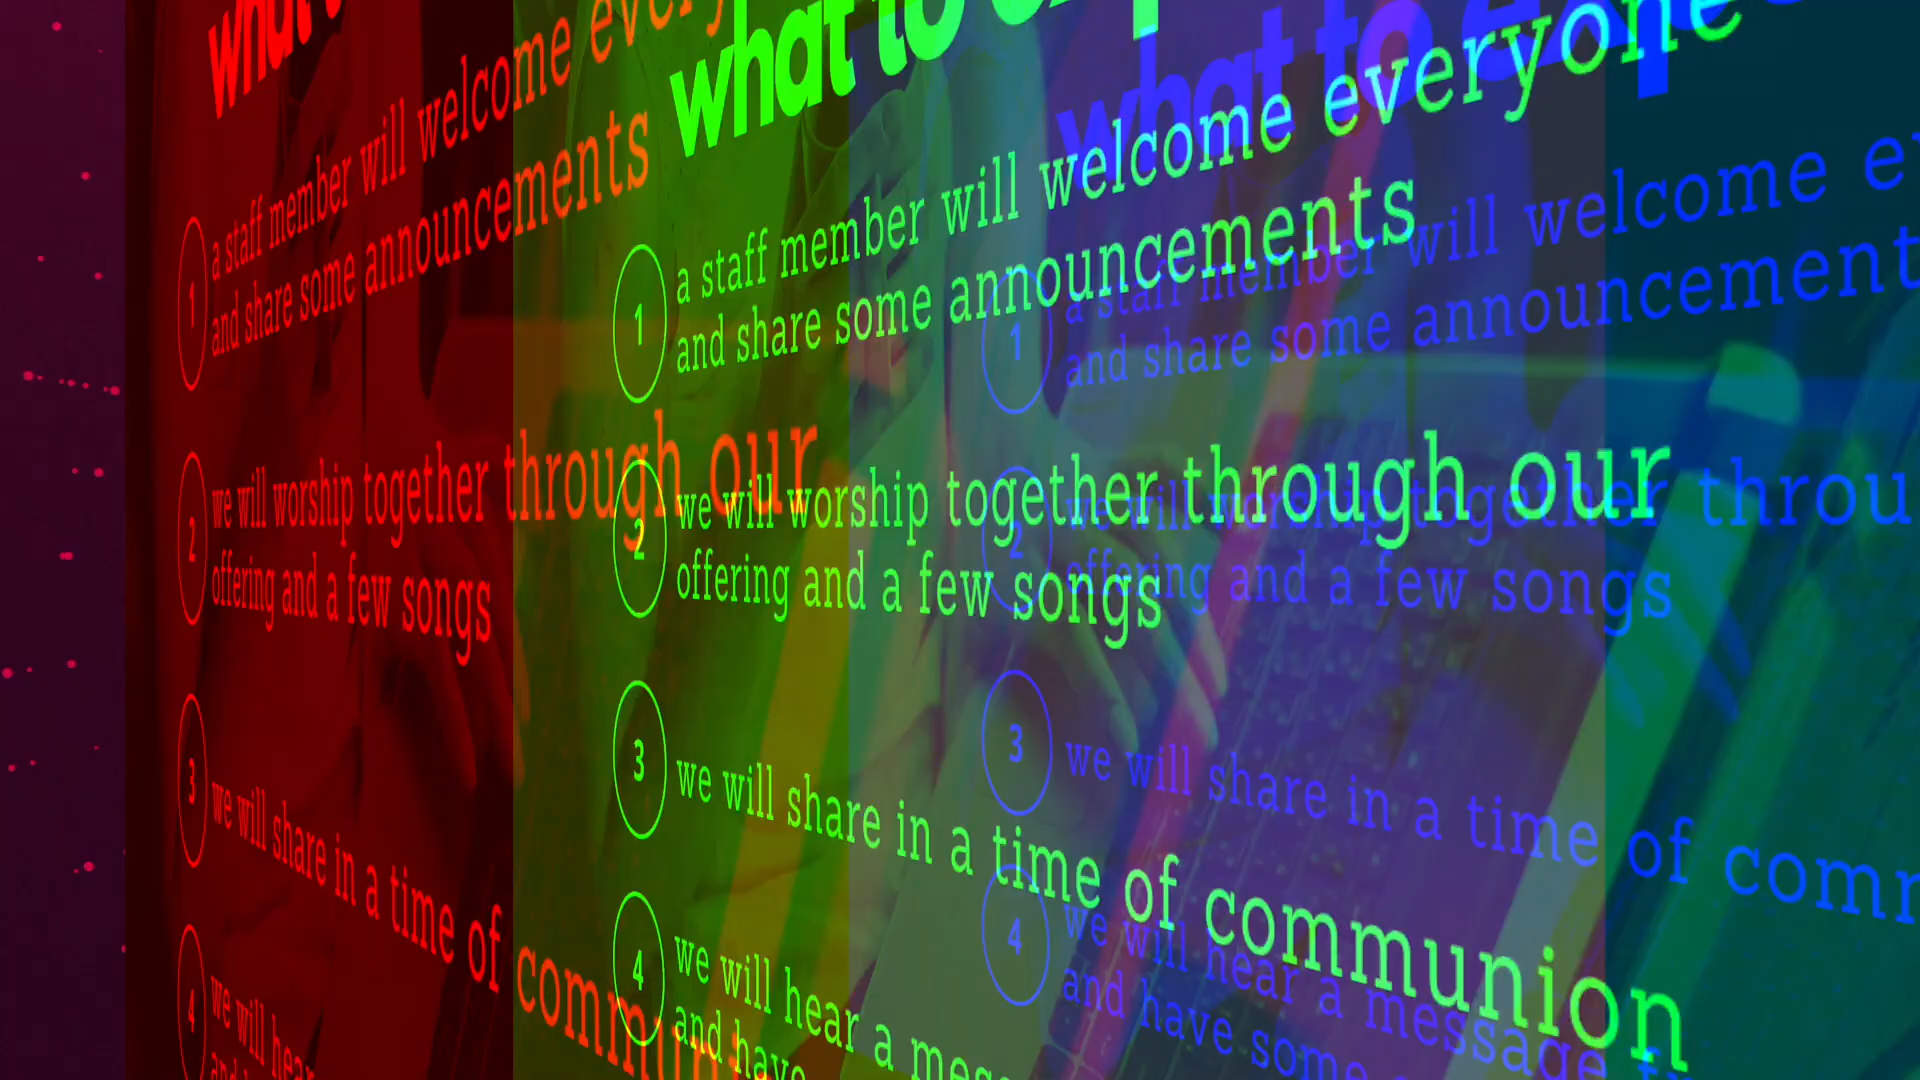 what to
1 a staff member will welcome everyone
and share some announcements
2 we will worship together through our
offering and a few songs
3 we will share in a time of communion
4 we will hear a message
and have some